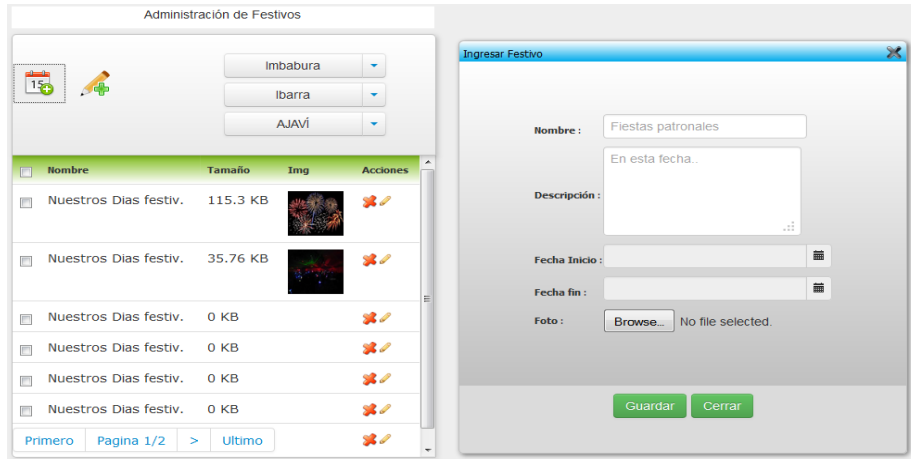 Administración de Festivos
15
Imbabura
Ibarra
AJAVÍ
Nombre Tamaño Img Acciones
Nuestros Dias festiv. 115.3 KB
Nuestros Dias festiv. 35.76 KB
Nuestros Dias festiv. 0 KB
Nuestros Dias festiv. 0 KB
Nuestros Dias festiv. 0 KB
Nuestros Dias festiv. 0 KB
Primero Pagina 1/2 > Ultimo
Ingresar Festivo
Nombre : Fiestas patronales
Descripción : En esta fecha..
Fecha Inicio :
Fecha fin :
Foto : Browse... No file selected.
Guardar Cerrar